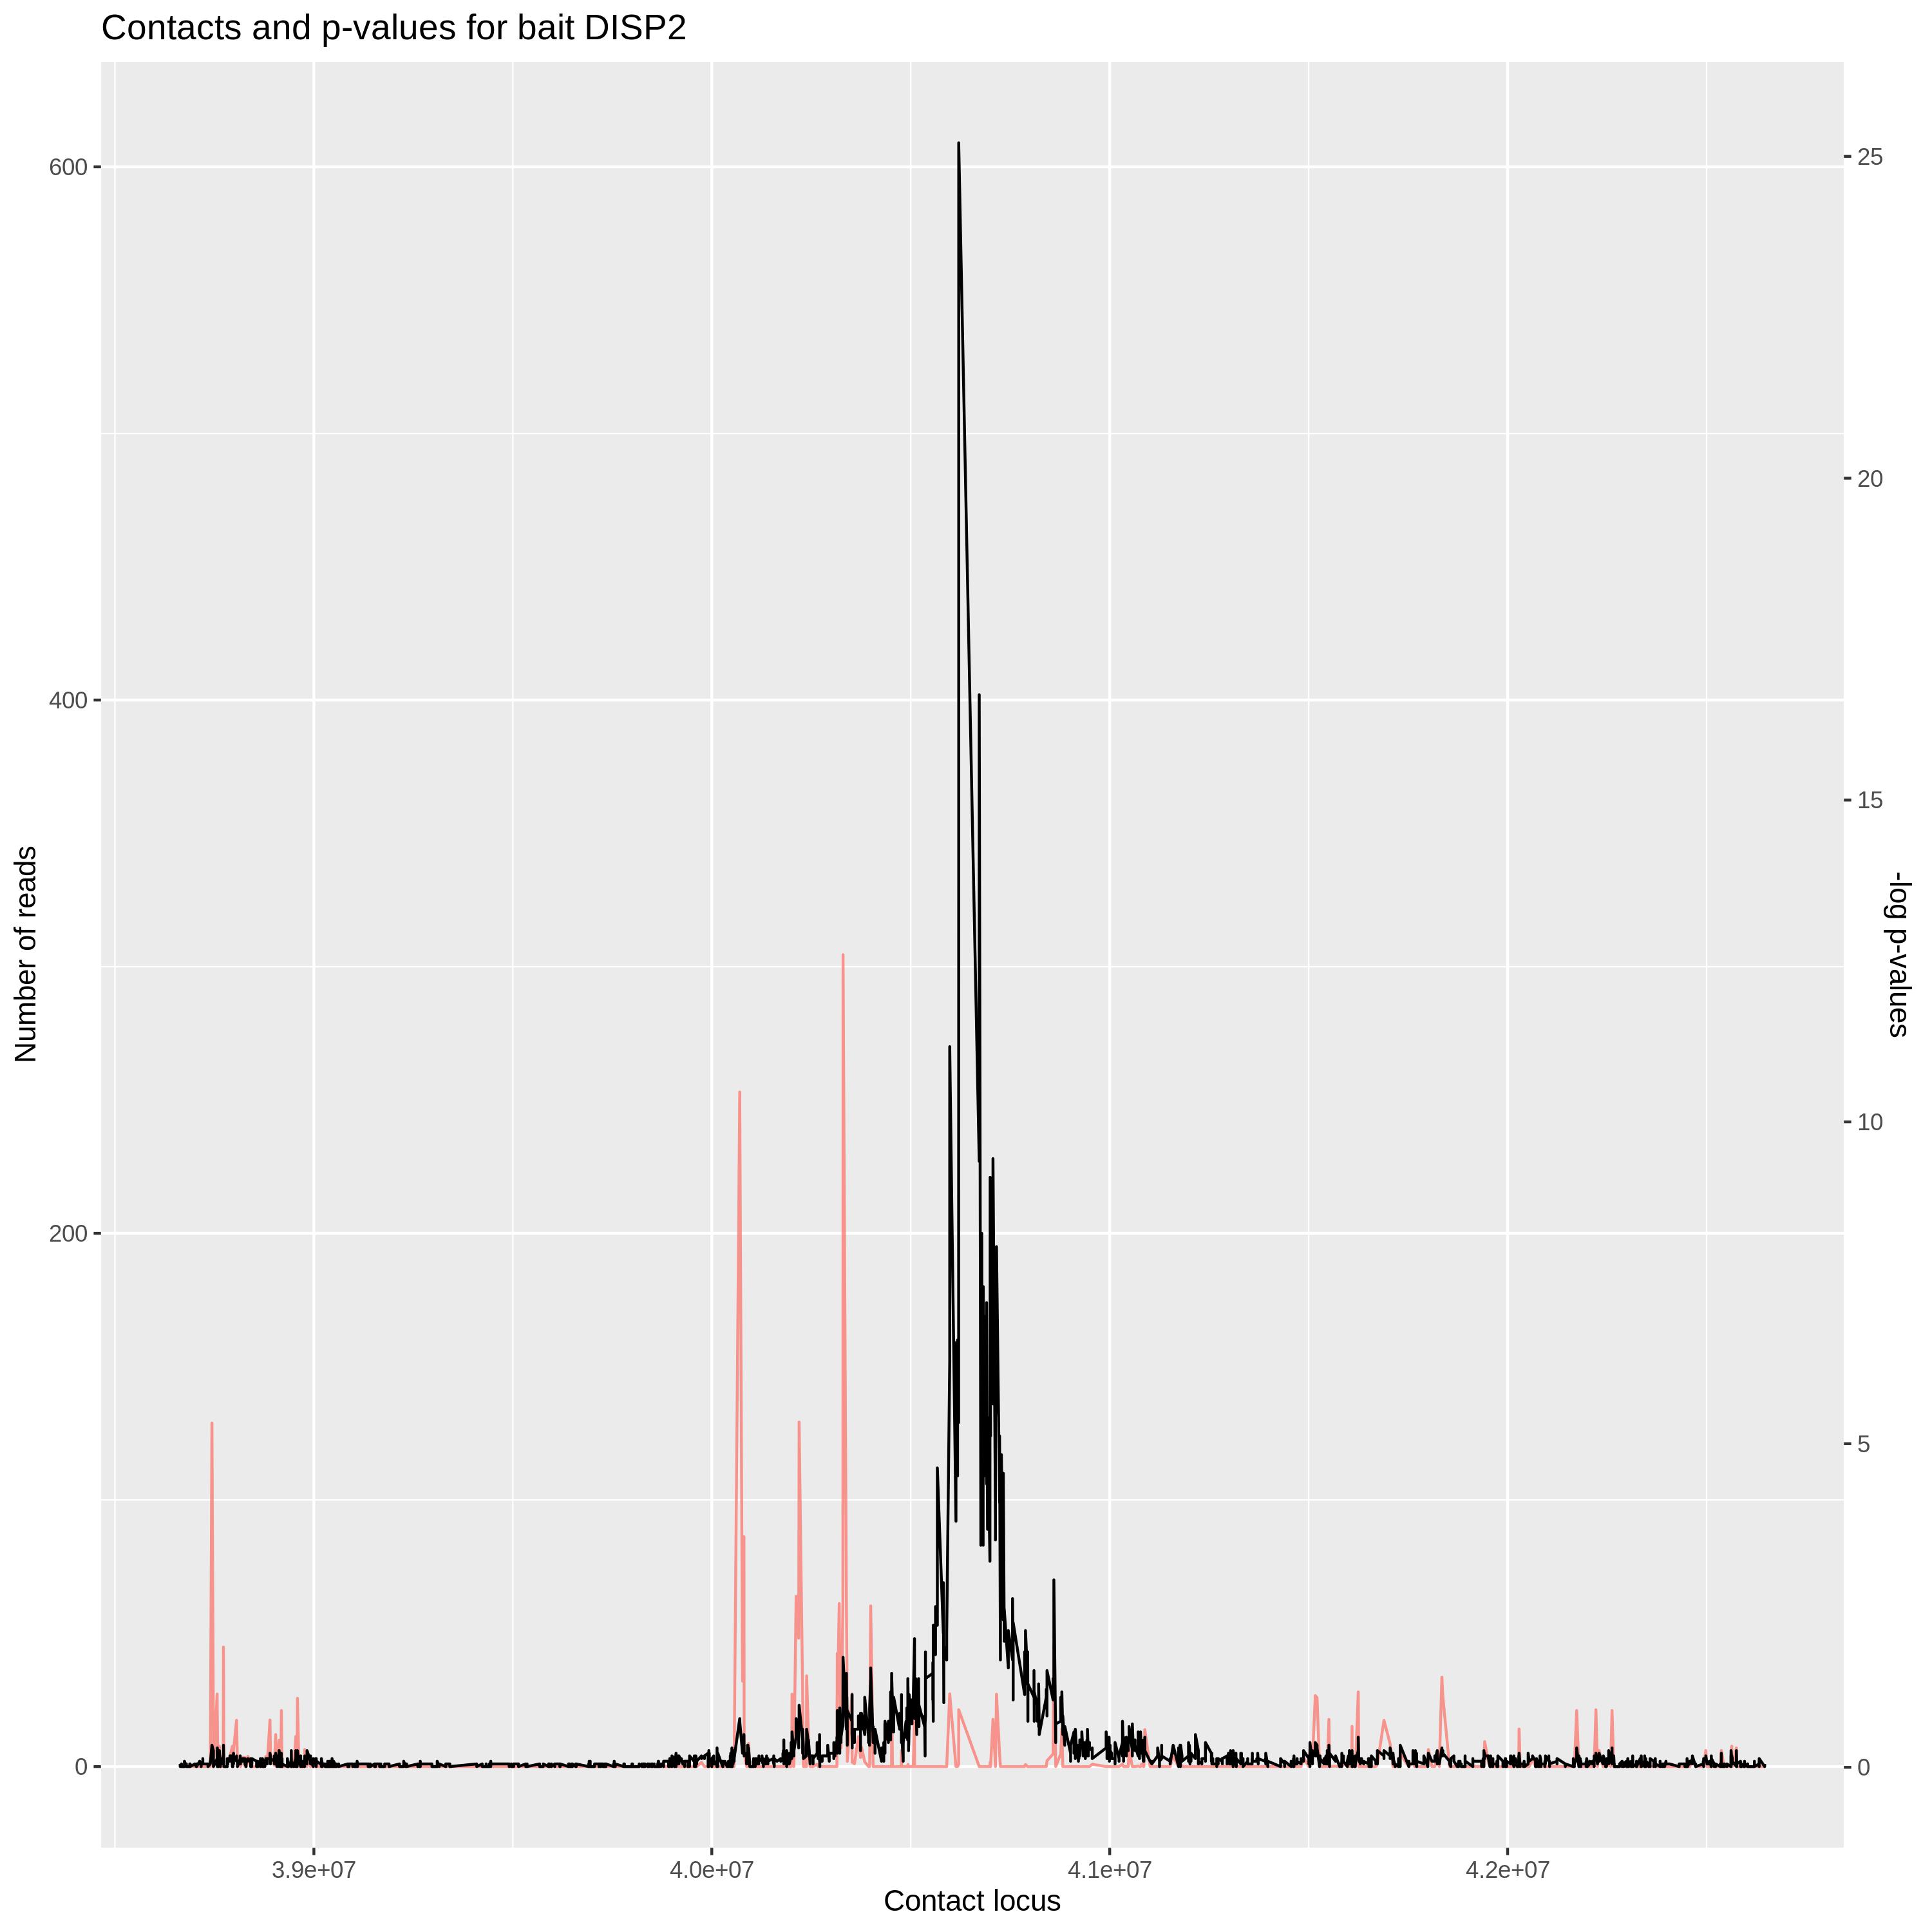 Contacts and p-values for bait DISP2
600
400
200
0
25
20
15
10
5
0
Number of reads
-log p-values
3.9e+07
4.0e+07
4.1e+07
4.2e+07
Contact locus